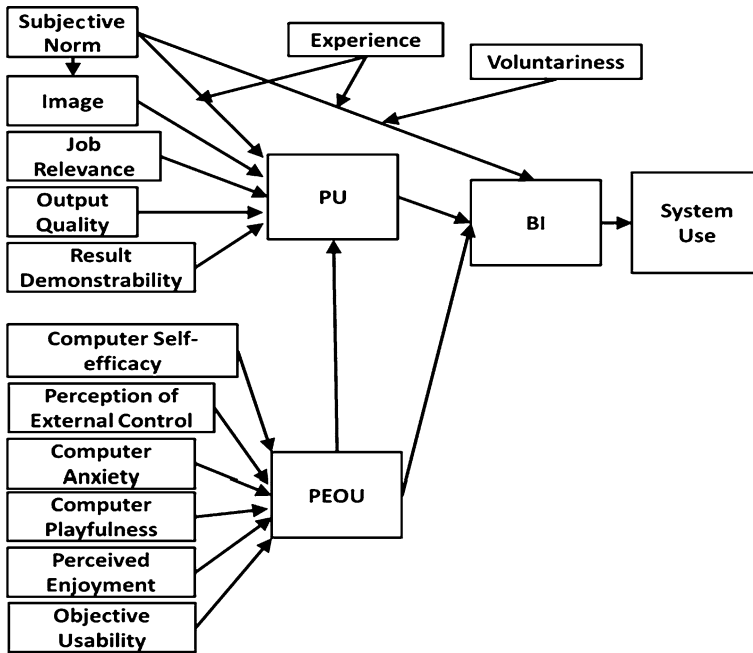 Subjective
Norm
Experience
Voluntariness
Image
Job
Relevance
PU
Output
Quality
BI
System
Use
Result
Demonstrability
Computer Self-
efficacy
Perception of
External Control
Computer
Anxiety
PEOU
Computer
Playfulness
Perceived
Enjoyment
Objective
Usability